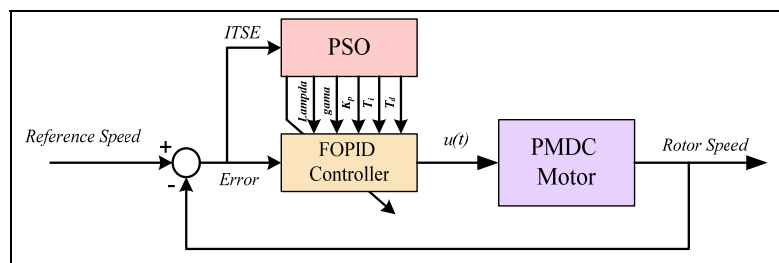 ITSE
PSO
Lampda
gama
Kp
Ti
Td
Reference Speed
+
-
Error
FOPID
Controller
u(t)
PMDC
Motor
Rotor Speed